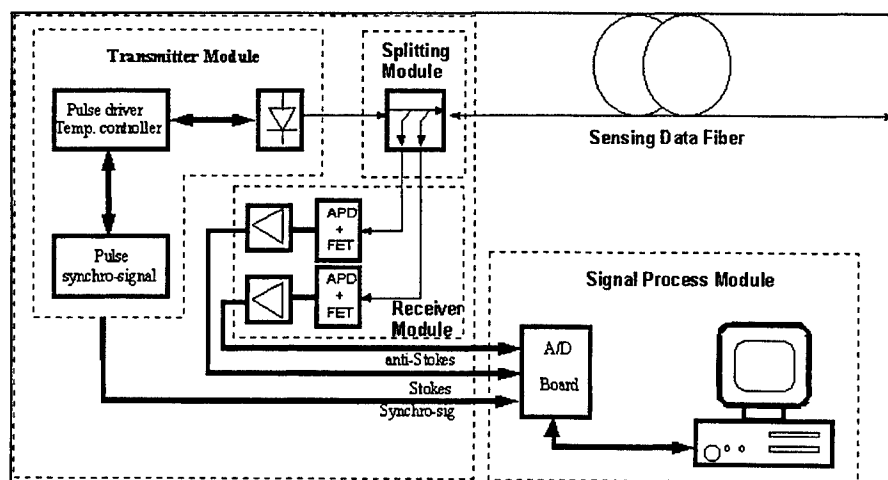 Transmitter Module
Splitting
Module
Pulse driver
Temp. controller
Sensing Data Fiber
APD
+
FET
Pulse
synchro-signal
APD
+
FET
Receiver
Module
Signal Process Module
anti-Stokes
A/D
Board
Stokes
Synchro-sig